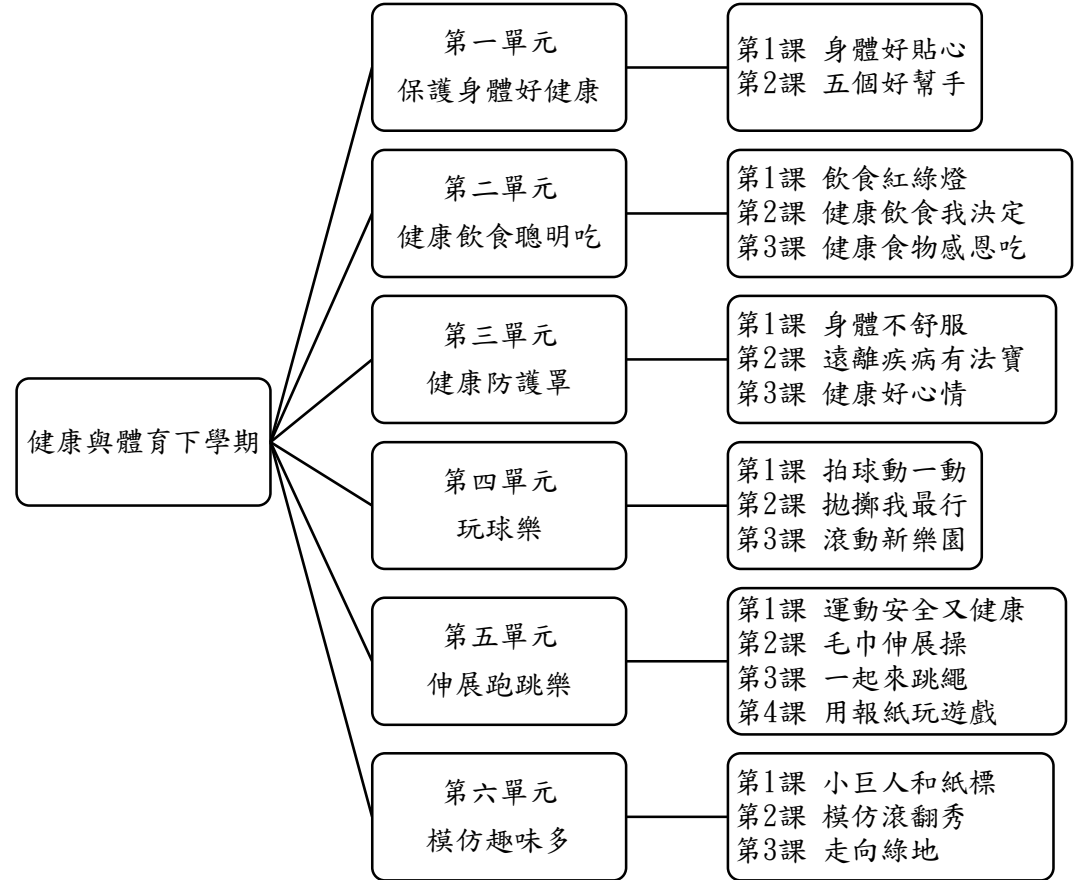 健康與體育下學期
第一單元
保護身體好健康
第1課 身體好貼心
第2課 五個好幫手
第二單元
健康飲食聰明吃
第1課 飲食紅綠燈
第2課 健康飲食我決定
第3課 健康食物感恩吃
第三單元
健康防護罩
第1課 身體不舒服
第2課 遠離疾病有法寶
第3課 健康好心情
第四單元
玩球樂
第1課 拍球動一動
第2課 拋擲我最行
第3課 滾動新樂園
第五單元
伸展跑跳樂
第1課 運動安全又健康
第2課 毛巾伸展操
第3課 一起來跳繩
第4課 用報紙玩遊戲
第六單元
模仿趣味多
第1課 小巨人和紙標
第2課 模仿滾翻秀
第3課 走向綠地